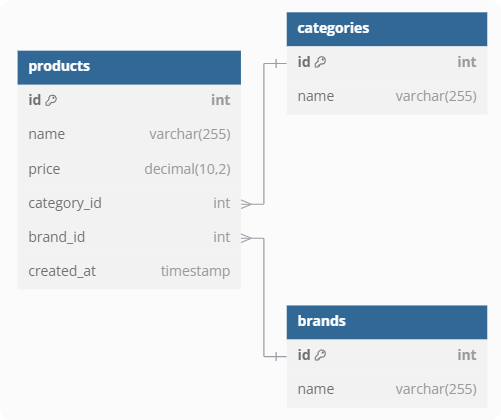 products
id int
name varchar(255)
price decimal(10,2)
category_id int
brand_id int
created_at timestamp
categories
id int
name varchar(255)
brands
id int
name varchar(255)